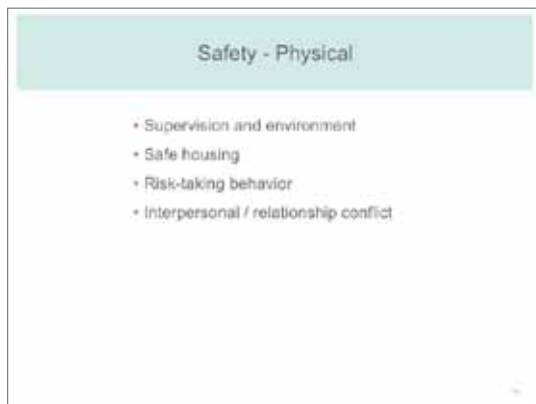 Safety - Physical
• Supervision and environment
• Safe housing
• Risk-taking behavior
• Interpersonal / relationship conflict